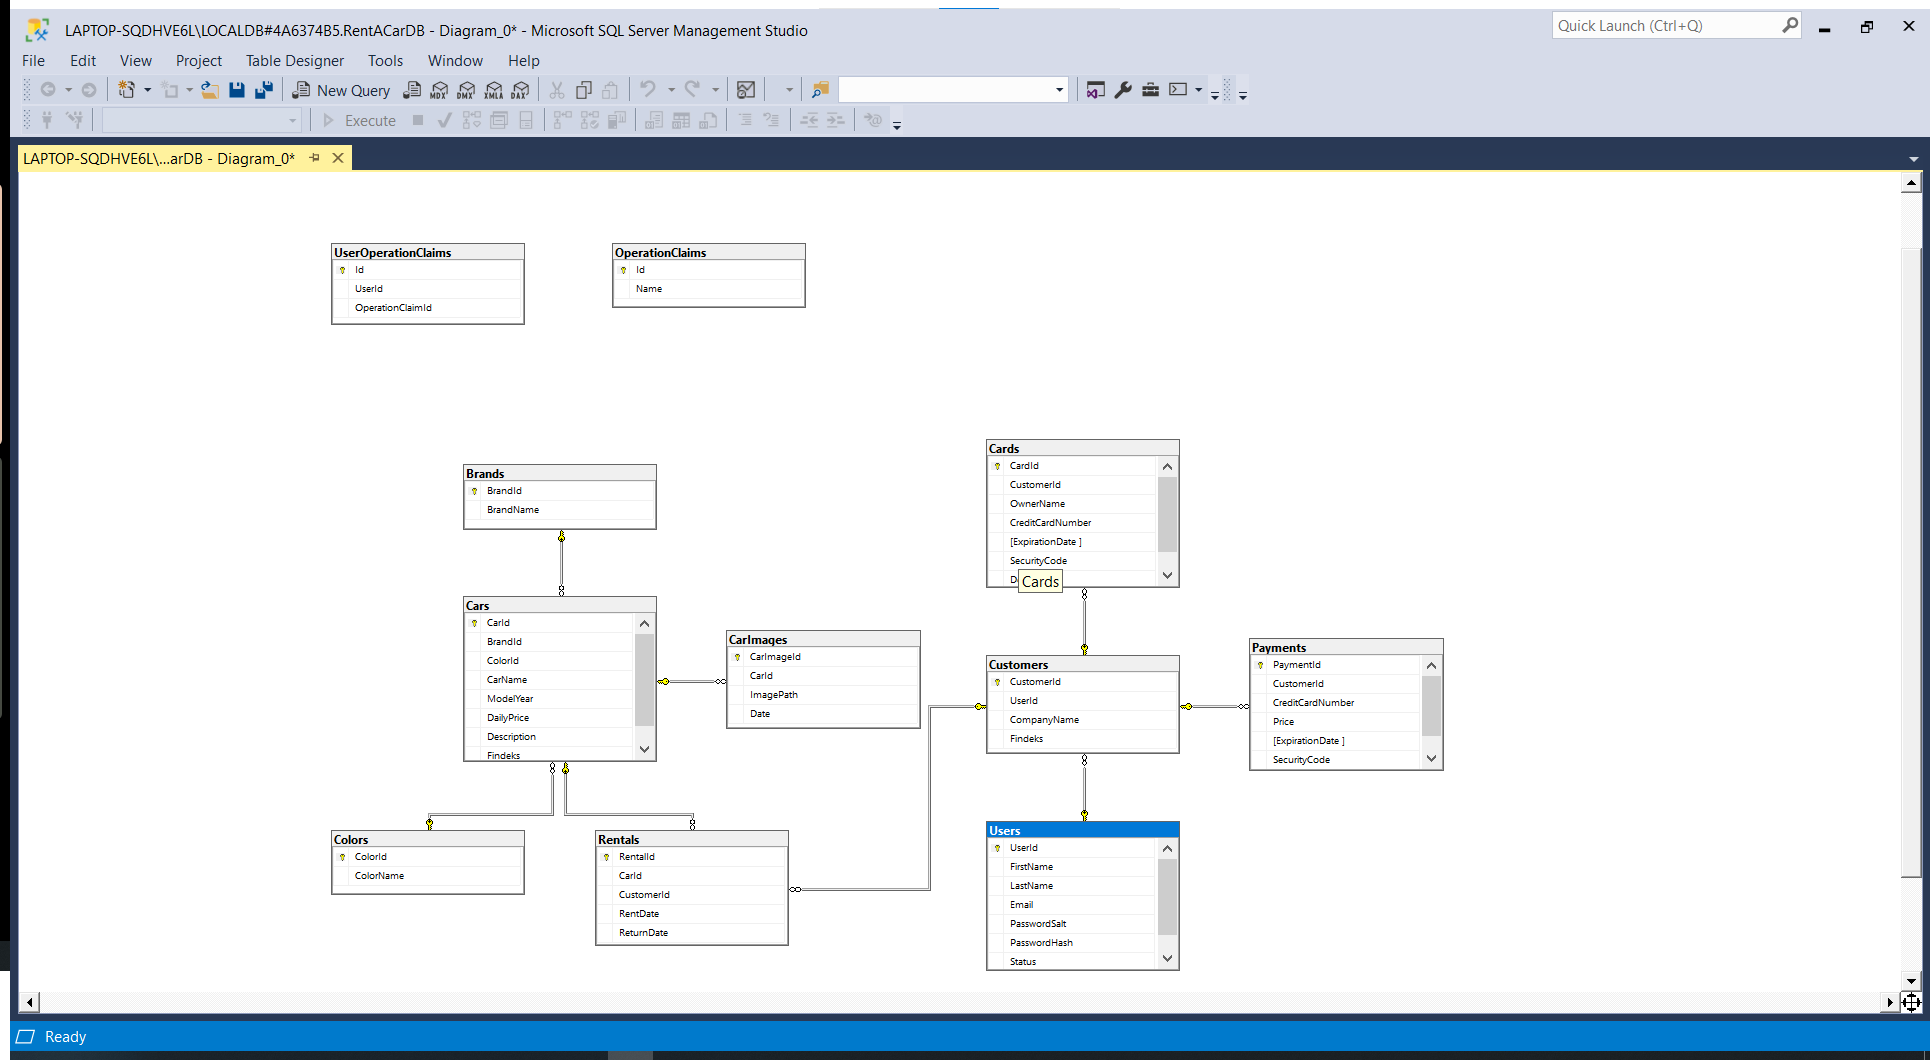 LAPTOP-SQDHVE6L\LOCALDB#4A6374B5.RentACarDB - Diagram_0* - Microsoft SQL Server Management Studio
Quick Launch (Ctrl+Q)
File Edit View Project Table Designer Tools Window Help
New Query MDX DMX XMLA DAX
Execute
LAPTOP-SQDHVE6L\...arDB - Diagram_0*
UserOperationClaims
Id
UserId
OperationClaimId
OperationClaims
Id
Name
Brands
BrandId
BrandName
Cards
CardId
CustomerId
OwnerName
CreditCardNumber
[ExpirationDate ]
SecurityCode
Cards
Cars
CarId
BrandId
ColorId
CarName
ModelYear
DailyPrice
Description
Findeks
CarImages
CarImageId
CarId
ImagePath
Date
Customers
CustomerId
UserId
CompanyName
Findeks
Payments
PaymentId
CustomerId
CreditCardNumber
Price
[ExpirationDate ]
SecurityCode
Colors
ColorId
ColorName
Rentals
RentalId
CarId
CustomerId
RentDate
ReturnDate
Users
UserId
FirstName
LastName
Email
PasswordSalt
PasswordHash
Status
Ready